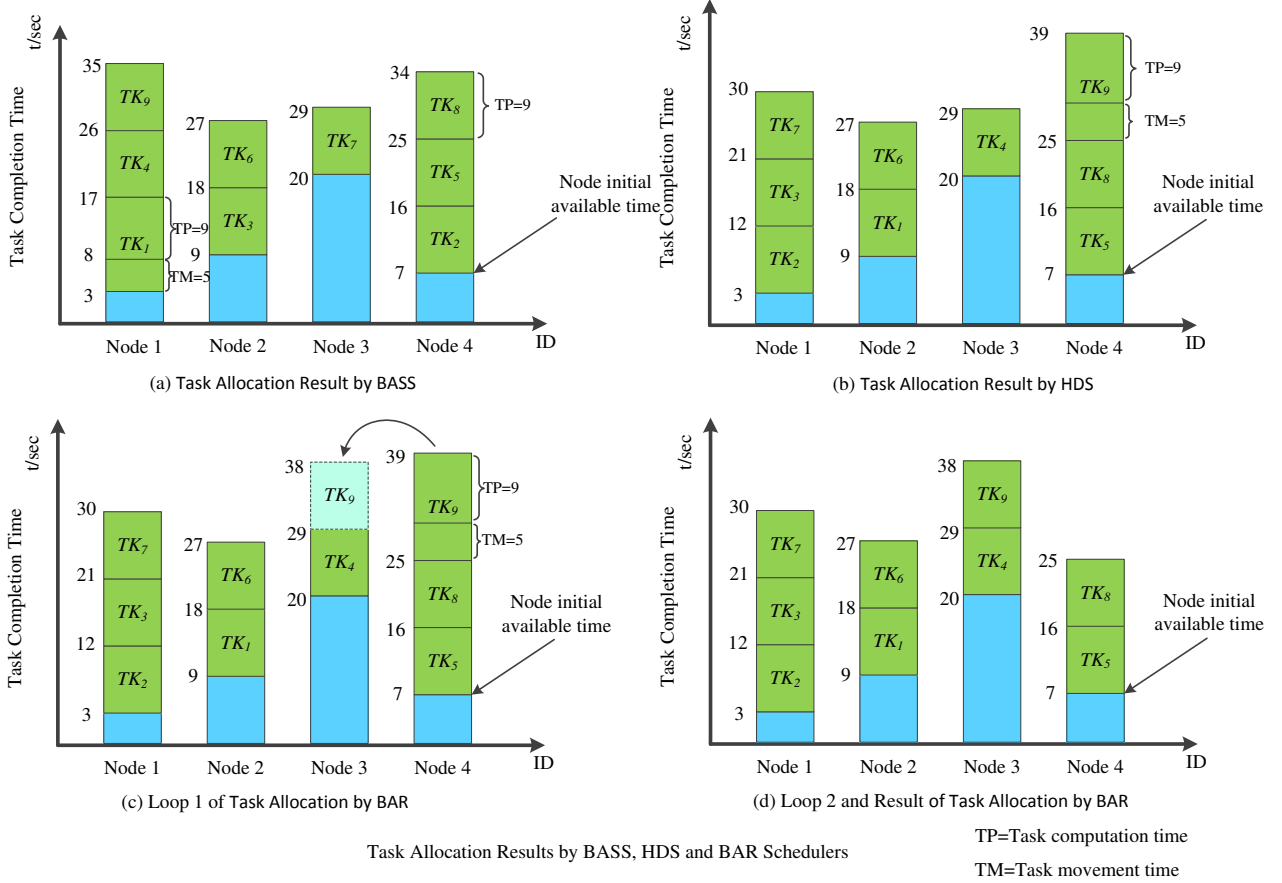 t/sec
Task Completion Time
35
26
17
8
3
TK9
TK4
TK1
TP=9
TM=5
27
18
9
TK6
TK3
29
20
TK7
34
25
16
7
TK8
TK5
TK2
TP=9
Node initial
available time
Node 1
Node 2
Node 3
Node 4
ID
(a) Task Allocation Result by BASS
t/sec
Task Completion Time
30
21
12
3
TK7
TK3
TK2
27
18
9
TK6
TK1
29
20
TK4
39
25
16
7
TK9
TK8
TK5
TP=9
TM=5
Node initial
available time
Node 1
Node 2
Node 3
Node 4
ID
(b) Task Allocation Result by HDS
t/sec
Task Completion Time
30
21
12
3
TK7
TK3
TK2
27
18
9
TK6
TK1
38
29
20
TK9
TK4
39
25
16
7
TK9
TK8
TK5
TP=9
TM=5
Node initial
available time
Node 1
Node 2
Node 3
Node 4
ID
(c) Loop 1 of Task Allocation by BAR
t/sec
Task Completion Time
30
21
12
3
TK7
TK3
TK2
27
18
9
TK6
TK1
38
29
20
TK9
TK4
25
16
7
TK8
TK5
Node initial
available time
Node 1
Node 2
Node 3
Node 4
ID
(d) Loop 2 and Result of Task Allocation by BAR
TP=Task computation time
Task Allocation Results by BASS, HDS and BAR Schedulers
TM=Task movement time